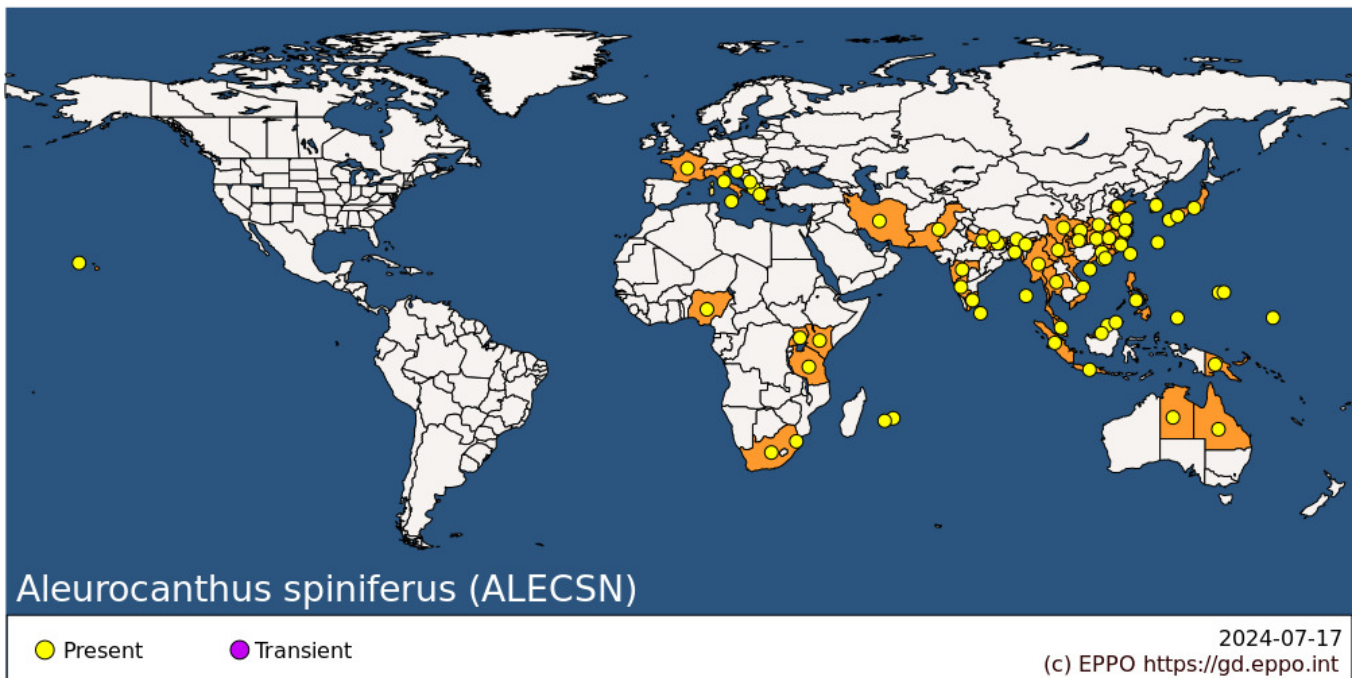 Aleurocanthus spiniferus (ALECSN)
Present
Transient
2024-07-17
(c) EPPO https://gd.eppo.int